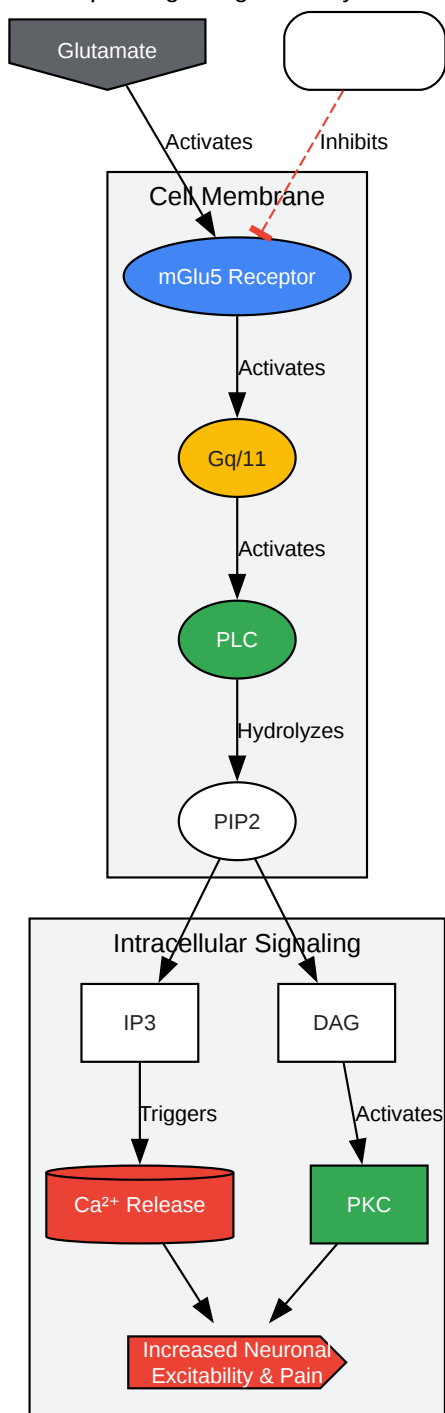 Glutamate
Activates
Inhibits
Cell Membrane
mGlu5 Receptor
Activates
Gq/11
Activates
PLC
Hydrolyzes
PIP2
Intracellular Signaling
IP3
DAG
Triggers
Activates
Ca²⁺ Release
PKC
Increased Neuronal
Excitability & Pain